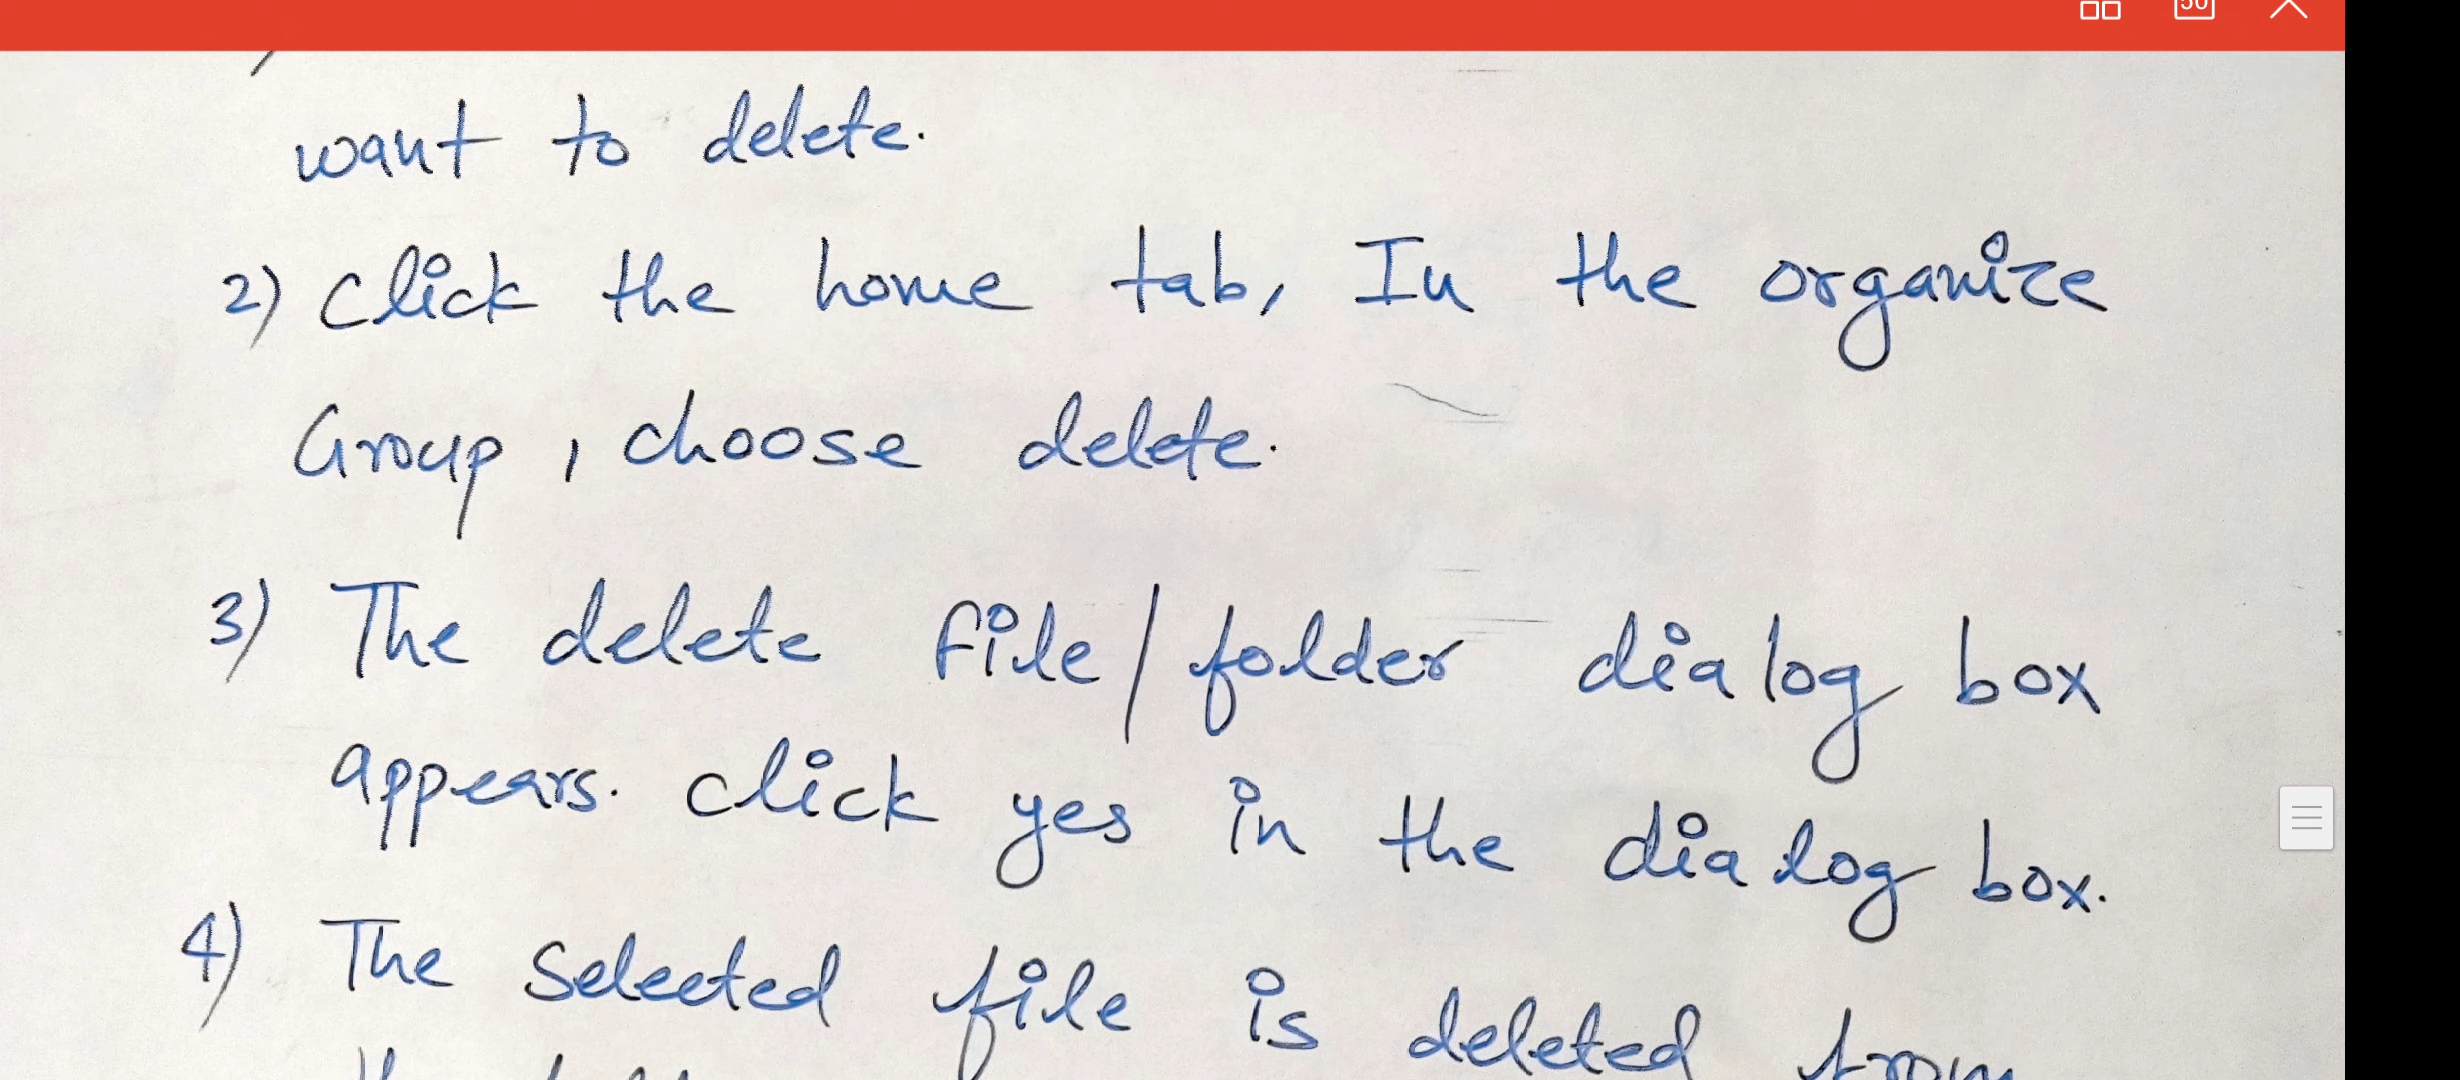 want to delete.
2) click the home tab, In the organize
Group, choose delete.
3) The delete File/folder dialog box
appears. click yes in the dialog box.
4) The Selected file is deleted from